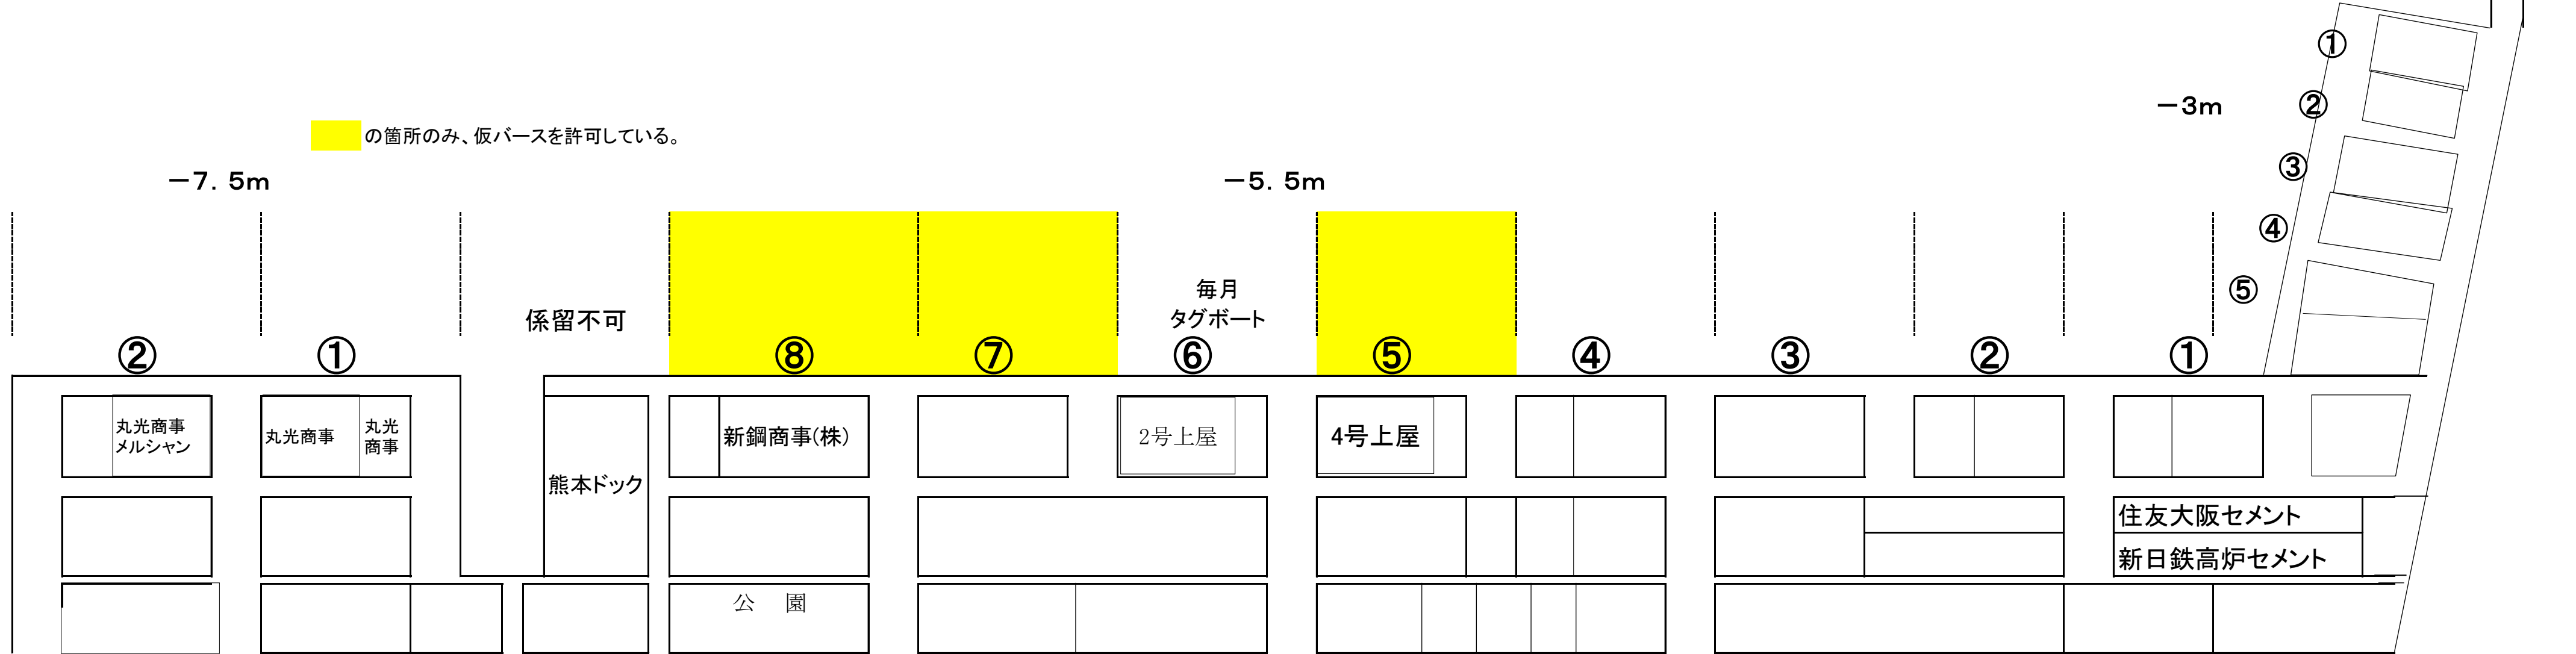 ①
②
－3m
の箇所のみ、仮バースを許可している。
③
－7．5m
－5．5m
④
⑤
毎月
タグボート
係留不可
②
①
⑧
⑦
⑥
⑤
④
③
②
①
丸光商事
メルシャン
丸光商事
丸光
商事
新鋼商事(株)
2号上屋
4号上屋
熊本ドック
住友大阪セメント
新日鉄高炉セメント
公　園